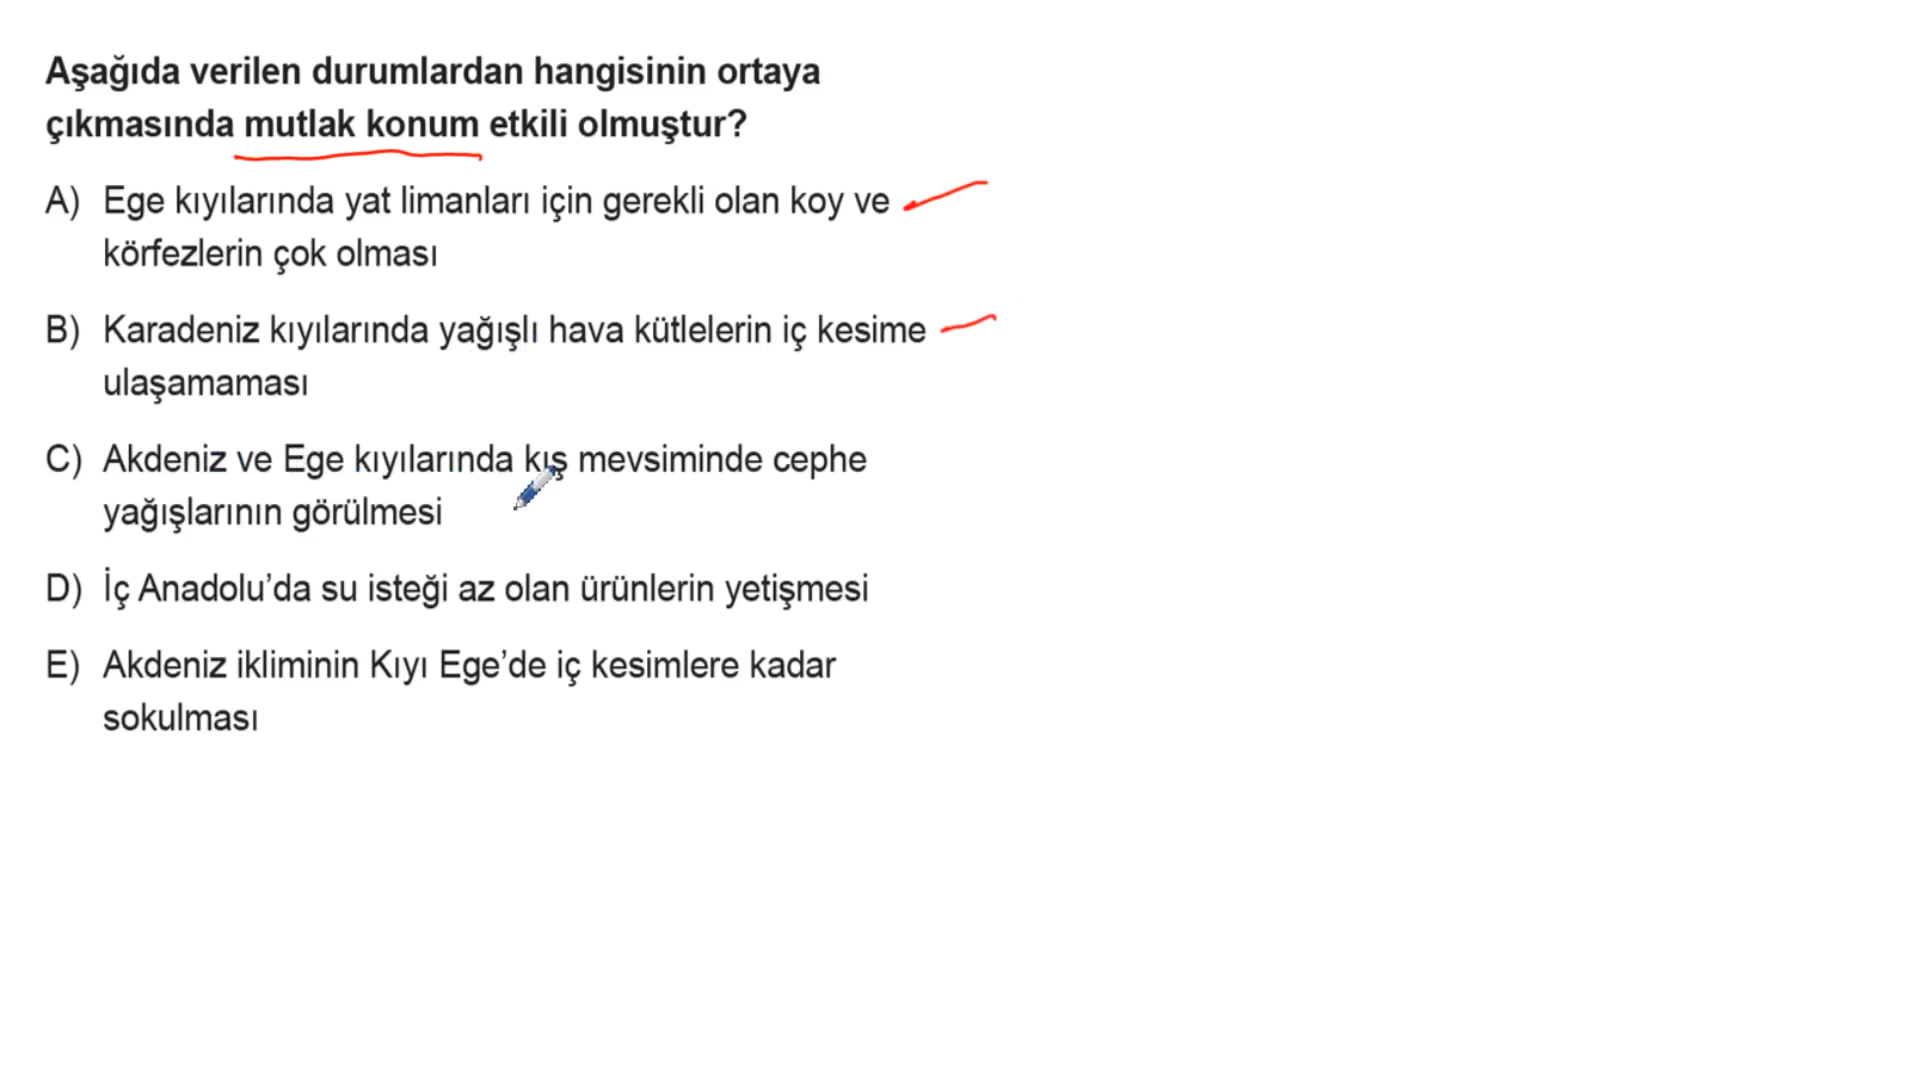 Aşağıda verilen durumlardan hangisinin ortaya
çıkmasında mutlak konum etkili olmuştur?
A) Ege kıyılarında yat limanları için gerekli olan koy ve
körfezlerin çok olması
B) Karadeniz kıyılarında yağışlı hava kütlelerin iç kesime
ulaşamaması
C) Akdeniz ve Ege kıyılarında kış mevsiminde cephe
yağışlarının görülmesi
D) İç Anadolu’da su isteği az olan ürünlerin yetişmesi
E) Akdeniz ikliminin Kıyı Ege’de iç kesimlere kadar
sokulması